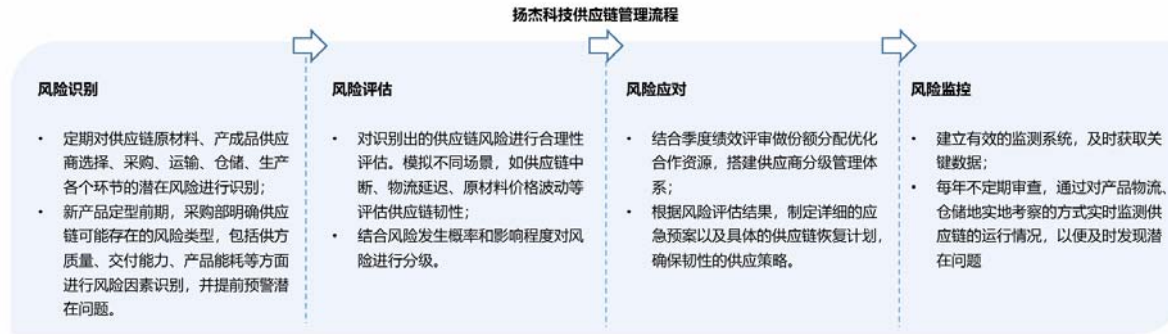 扬杰科技供应链管理流程
风险识别
• 定期对供应链原材料、产成品供应
商选择、采购、运输、仓储、生产
各个环节的潜在风险进行识别；
• 新产品定型前期，采购部明确供应
链可能存在的风险类型，包括供方
质量、交付能力、产品能耗等方面
进行风险因素识别，并提前预警潜
在问题。
风险评估
• 对识别出的供应链风险进行合理性
评估。模拟不同场景，如供应链中
断、物流延迟、原材料价格波动等
评估供应链韧性；
• 结合风险发生概率和影响程度对风
险进行分级。
风险应对
• 结合季度绩效评审做份额分配优化
合作资源，搭建供应商分级管理体
系；
• 根据风险评估结果，制定详细的应
急预案以及具体的供应链恢复计划，
确保韧性的供应策略。
风险监控
• 建立有效的监测系统，及时获取关
键数据；
• 每年不定期审查，通过对产品物流、
仓储地实地考察的方式实时监测供
应链的运行情况，以便及时发现潜
在问题